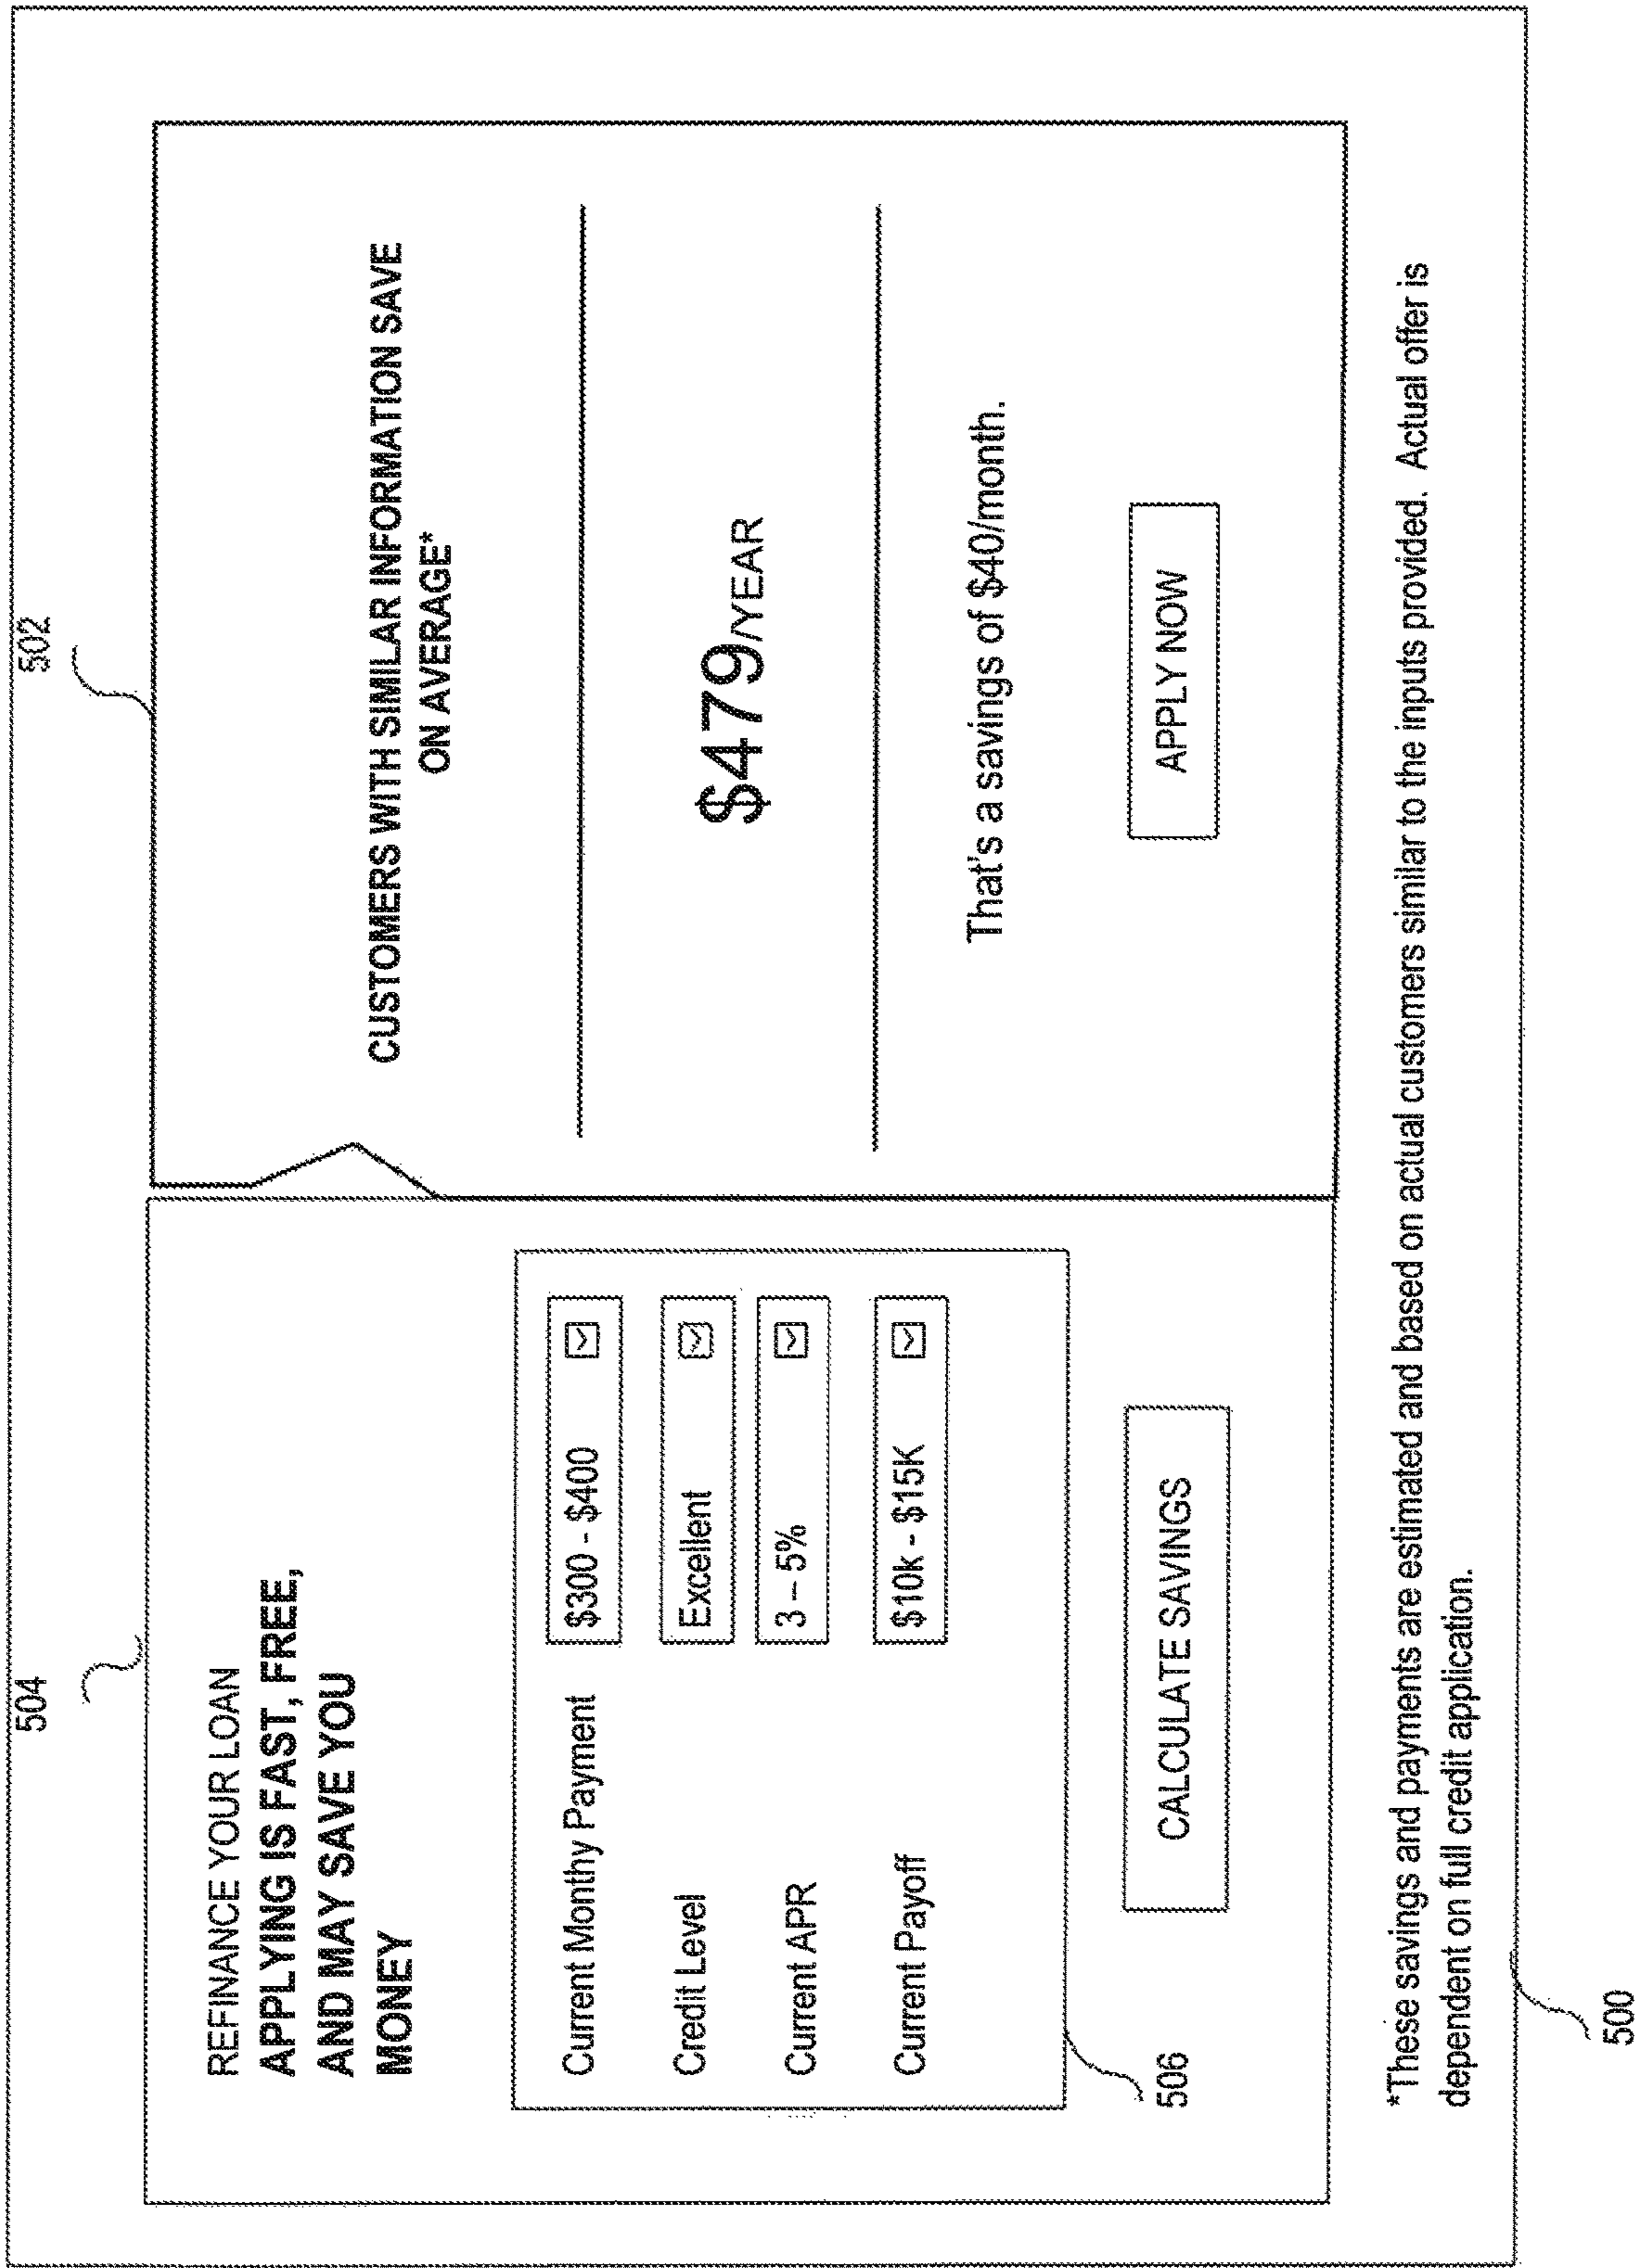 504
502
REFINANCE YOUR LOAN
APPLYING IS FAST, FREE,
AND MAY SAVE YOU
MONEY
Current Monthy Payment
$300 - $400
Credit Level
Excellent
Current APR
3 – 5%
Current Payoff
$10k - $15K
506
CALCULATE SAVINGS
CUSTOMERS WITH SIMILAR INFORMATION SAVE
ON AVERAGE*
$479/YEAR
That's a savings of $40/month.
APPLY NOW
*These savings and payments are estimated and based on actual customers similar to the inputs provided. Actual offer is
dependent on full credit application.
500